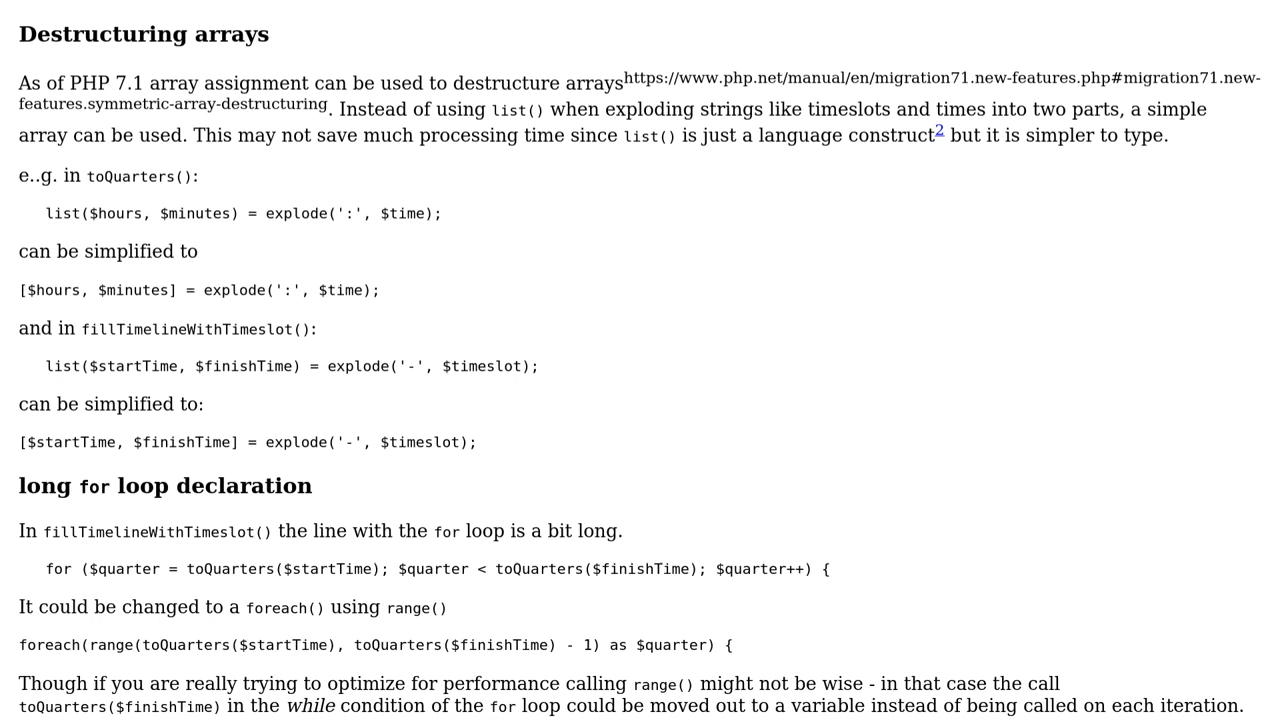 Destructuring arrays
As of PHP 7.1 array assignment can be used to destructure arrayshttps://www.php.net/manual/en/migration71.new-features.php#migration71.new-
features.symmetric-array-destructuring. Instead of using list() when exploding strings like timeslots and times into two parts, a simple
array can be used. This may not save much processing time since list() is just a language construct2 but it is simpler to type.
e..g. in toQuarters():
list($hours, $minutes) = explode(':', $time);
can be simplified to
[$hours, $minutes] = explode(':', $time);
and in fillTimelineWithTimeslot():
list($startTime, $finishTime) = explode('-', $timeslot);
can be simplified to:
[$startTime, $finishTime] = explode('-', $timeslot);
long for loop declaration
In fillTimelineWithTimeslot() the line with the for loop is a bit long.
for ($quarter = toQuarters($startTime); $quarter < toQuarters($finishTime); $quarter++) {
It could be changed to a foreach() using range()
foreach(range(toQuarters($startTime), toQuarters($finishTime) - 1) as $quarter) {
Though if you are really trying to optimize for performance calling range() might not be wise - in that case the call
toQuarters($finishTime) in the while condition of the for loop could be moved out to a variable instead of being called on each iteration.